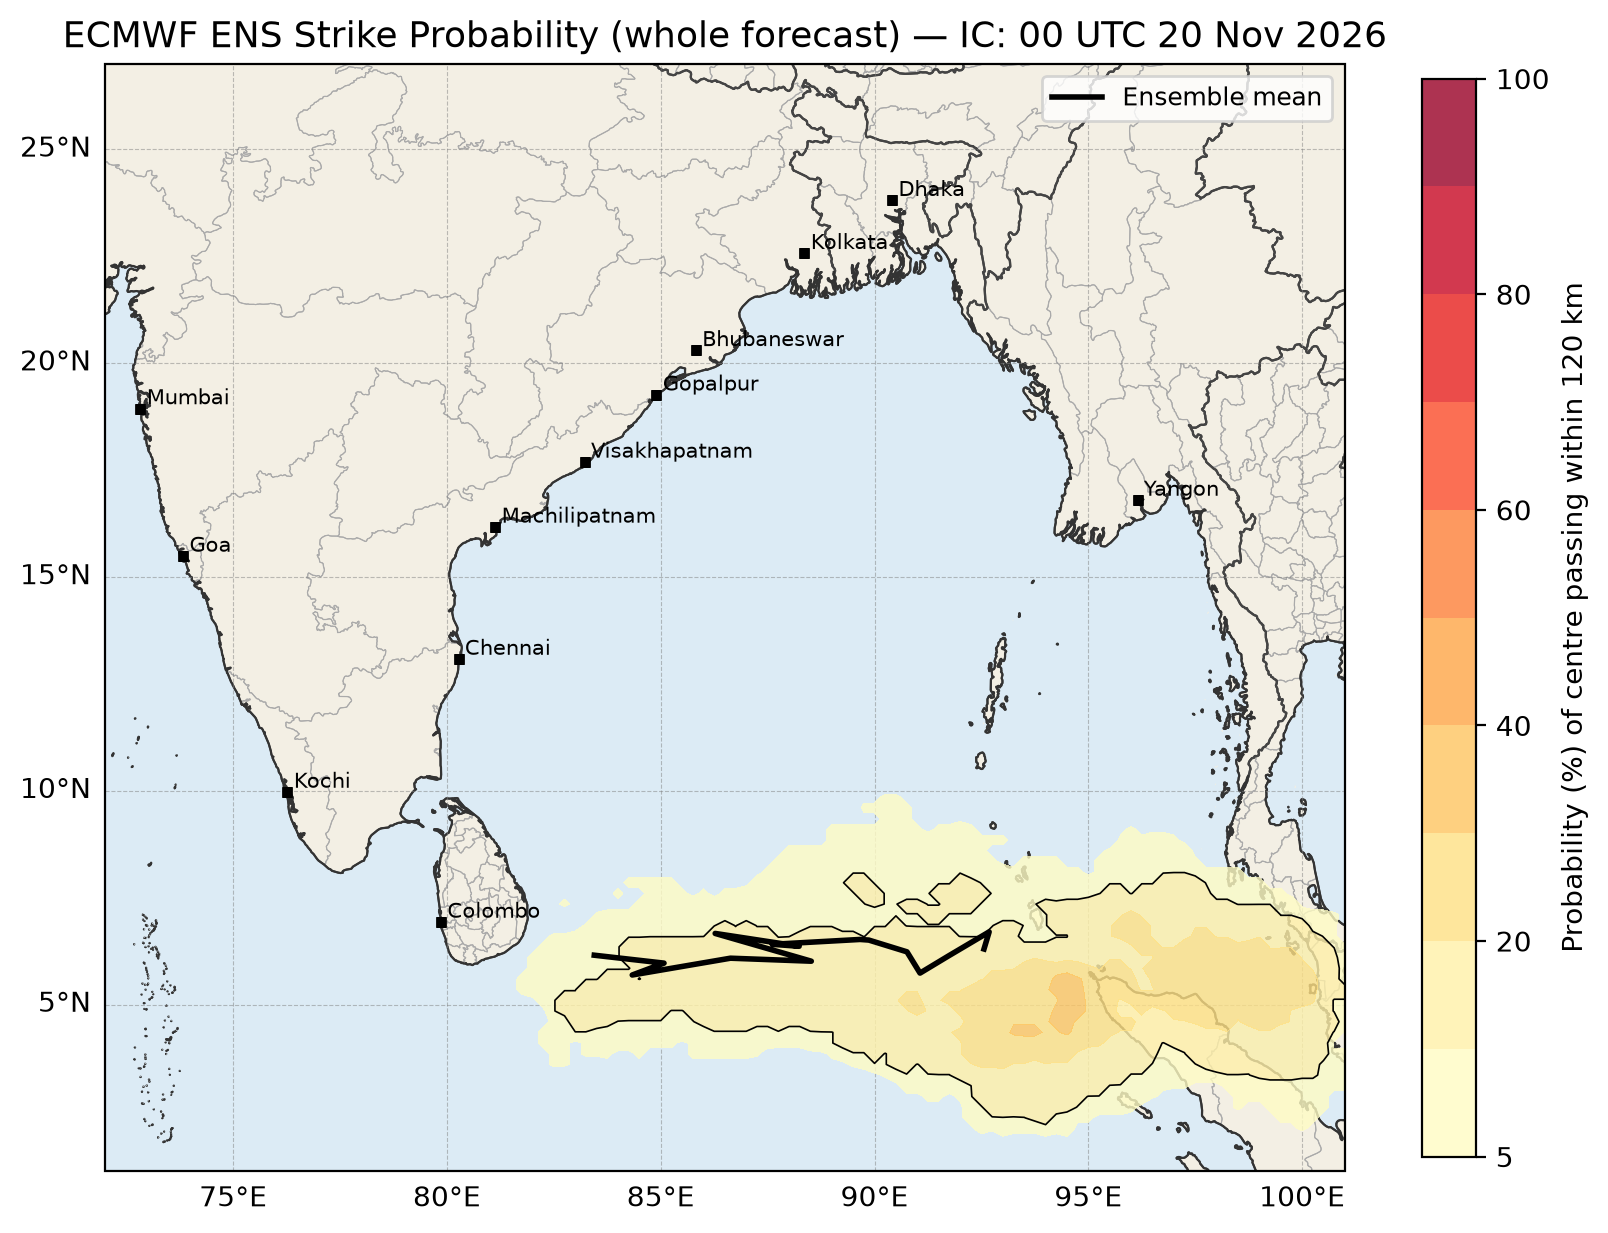 ECMWF ENS Strike Probability (whole forecast) — IC: 00 UTC 20 Nov 2026
Ensemble mean
100
80
60
40
20
5
Probability (%) of centre passing within 120 km
25°N
20°N
15°N
10°N
5°N
Dhaka
Kolkata
Bhubaneswar
Gopalpur
Mumbai
Visakhapatnam
Yangon
Machilipatnam
Goa
Chennai
Kochi
Colombo
75°E
80°E
85°E
90°E
95°E
100°E